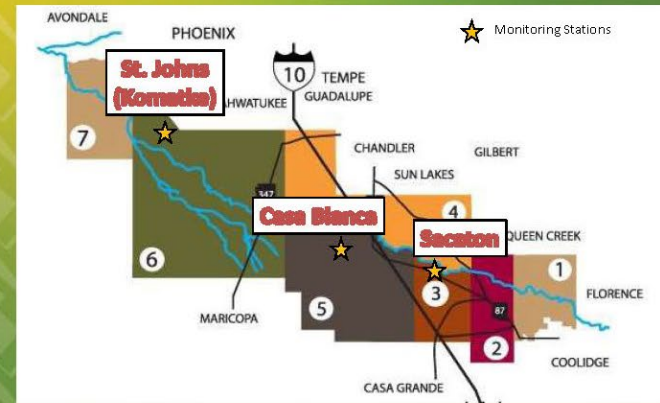 AVONDALE
PHOENIX
Monitoring Stations
St. Johns
(Komatke)
10
TEMPE
GUADALUPE
AHWATUKEE
7
CHANDLER
GILBERT
SUN LAKES
347
Casa Blanca
4
Sacaton
QUEEN CREEK
6
1
3
FLORENCE
5
87
MARICOPA
2
COOLIDGE
CASA GRANDE